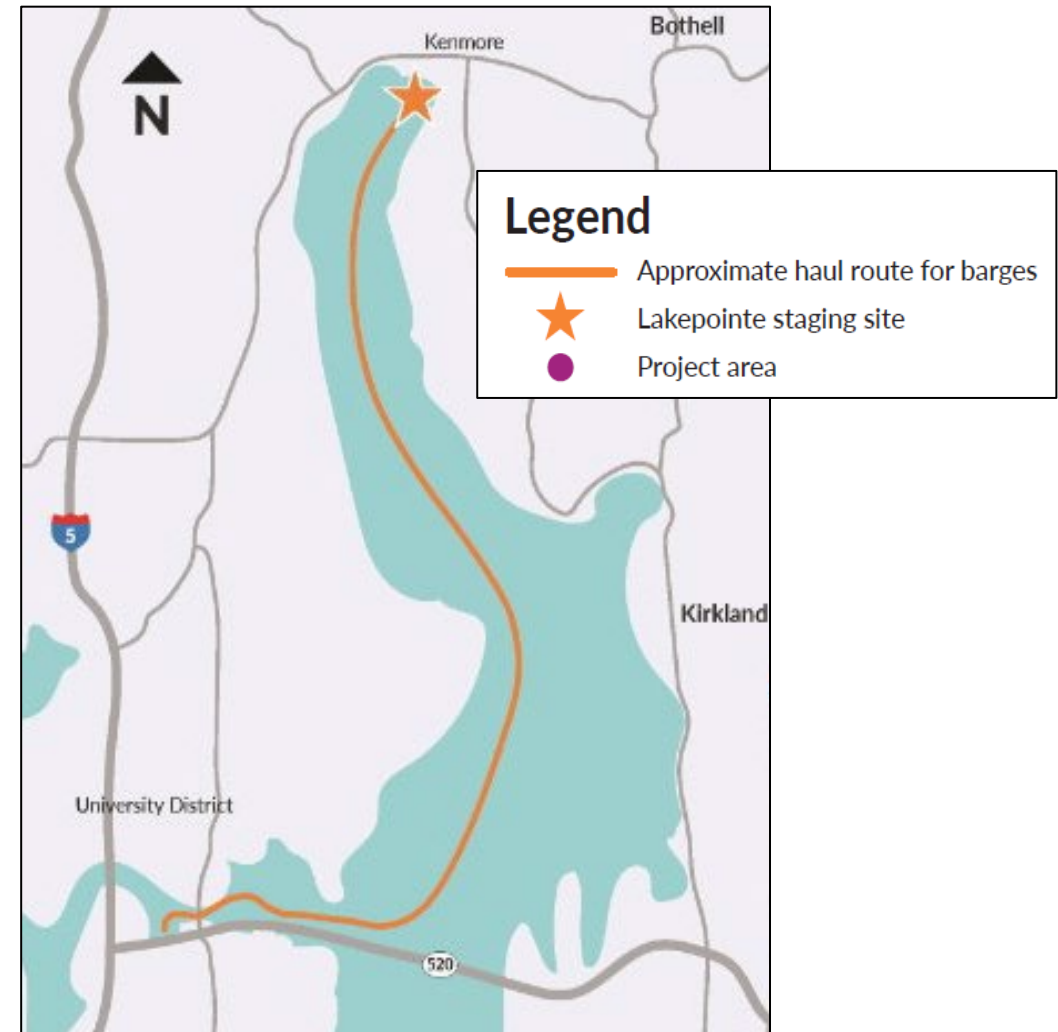 Kenmore
Bothell
N
Legend
Approximate haul route for barges
Lakepointe staging site
Project area
5
Kirkland
University District
520